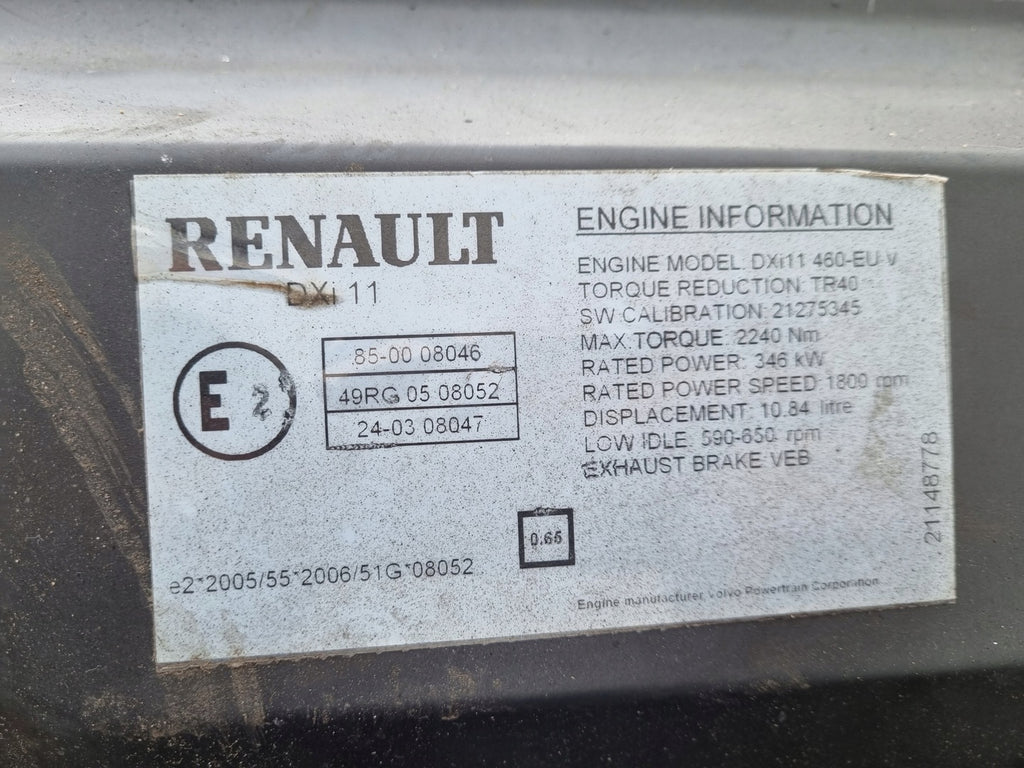 RENAULT
DXi 11
E 2
85-00 08046
49RG 05 08052
24-03 08047
e2*2005/55*2006/51G*08052
0.65
ENGINE INFORMATION
ENGINE MODEL: DXi11 460-EU V
TORQUE REDUCTION: TR40
SW CALIBRATION: 21275345
MAX.TORQUE: 2240 Nm
RATED POWER: 346 kW
RATED POWER SPEED: 1800 rpm
DISPLACEMENT: 10.84 litre
LOW IDLE: 590-650 rpm
EXHAUST BRAKE VEB
Engine manufacturer, Volvo Powertrain Corporation
21148778